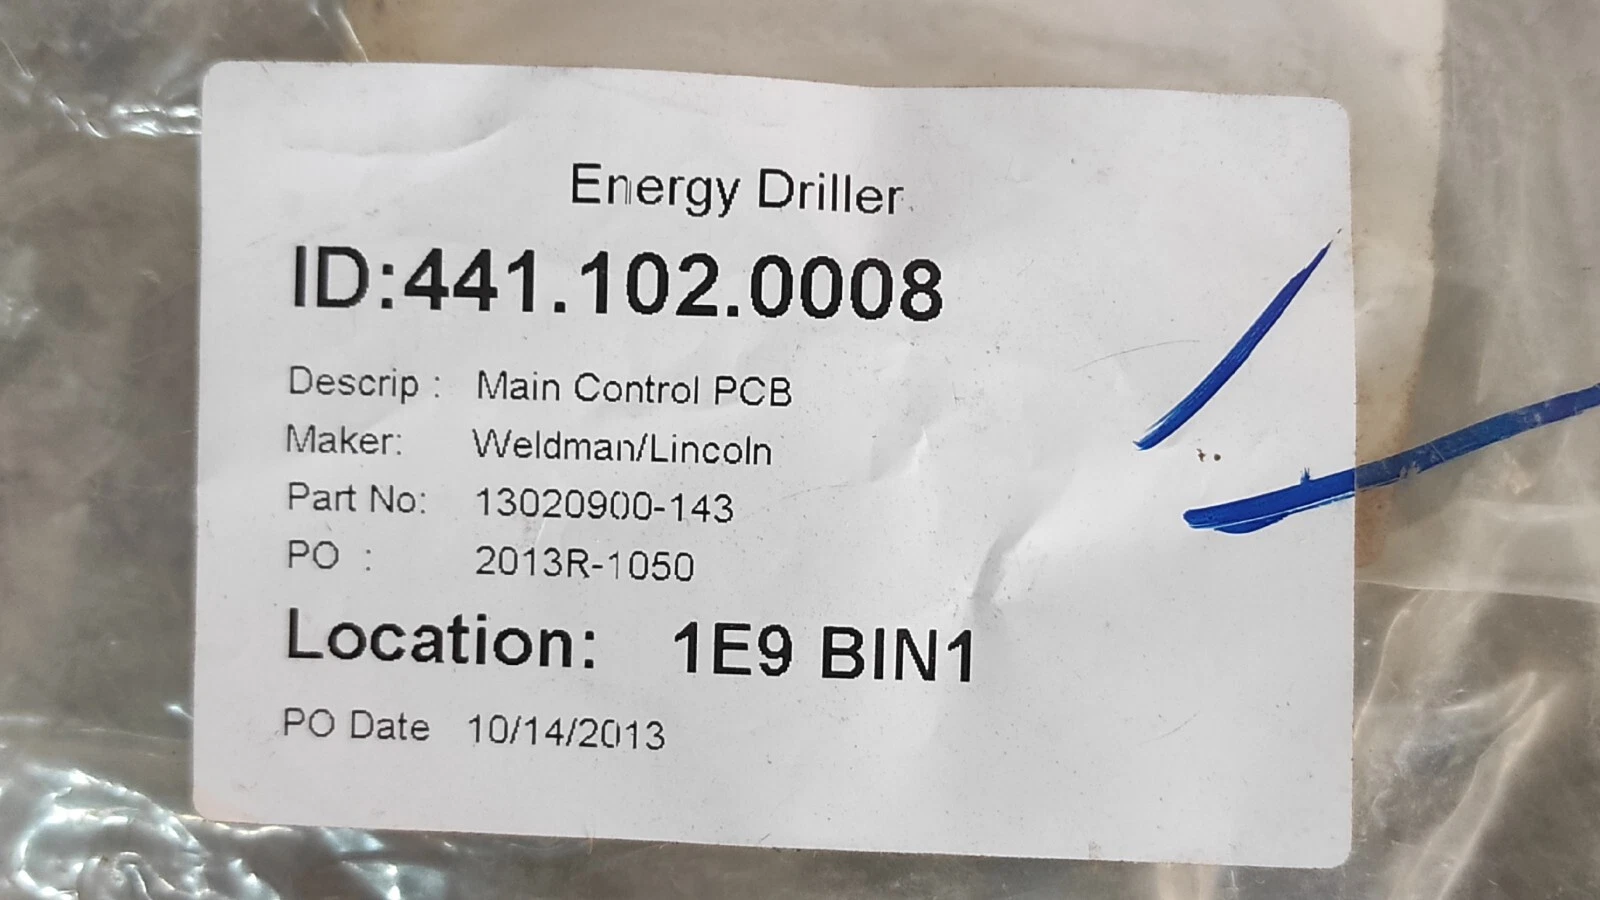 Energy Driller
ID:441.102.0008
Descrip : Main Control PCB
Maker: Weldman/Lincoln
Part No: 13020900-143
PO : 2013R-1050
Location: 1E9 BIN1
PO Date 10/14/2013